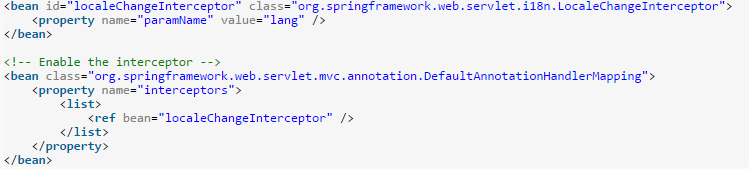 <bean id="localeChangeInterceptor" class="org.springframework.web.servlet.i18n.LocaleChangeInterceptor">
    <property name="paramName" value="lang" />
</bean>

<!-- Enable the interceptor -->
<bean class="org.springframework.web.servlet.mvc.annotation.DefaultAnnotationHandlerMapping">
    <property name="interceptors">
        <list>
            <ref bean="localeChangeInterceptor" />
        </list>
    </property>
</bean>